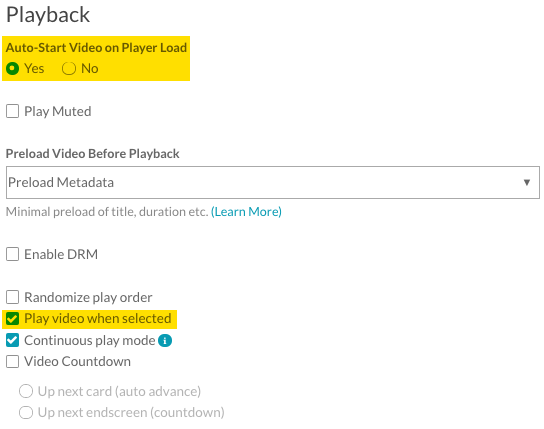 Playback
Auto-Start Video on Player Load
Yes No
Play Muted
Preload Video Before Playback
Preload Metadata
Minimal preload of title, duration etc. (Learn More)
Enable DRM
Randomize play order
Play video when selected
Continuous play mode i
Video Countdown
Up next card (auto advance)
Up next endscreen (countdown)